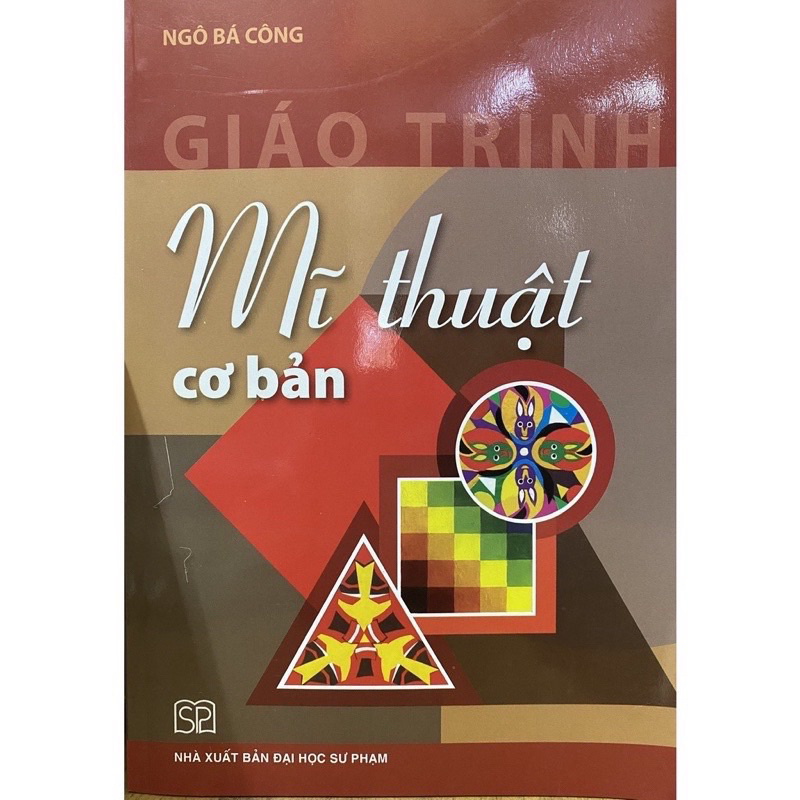 NGÔ BÁ CÔNG
GIÁO TRÌNH
Mĩ thuật
cơ bản
SP
NHÀ XUẤT BẢN ĐẠI HỌC SƯ PHẠM